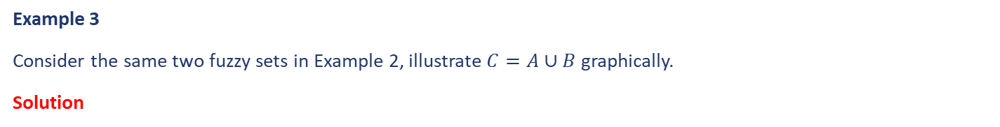 Example 3
Consider the same two fuzzy sets in Example 2, illustrate C = A ∪ B graphically.
Solution